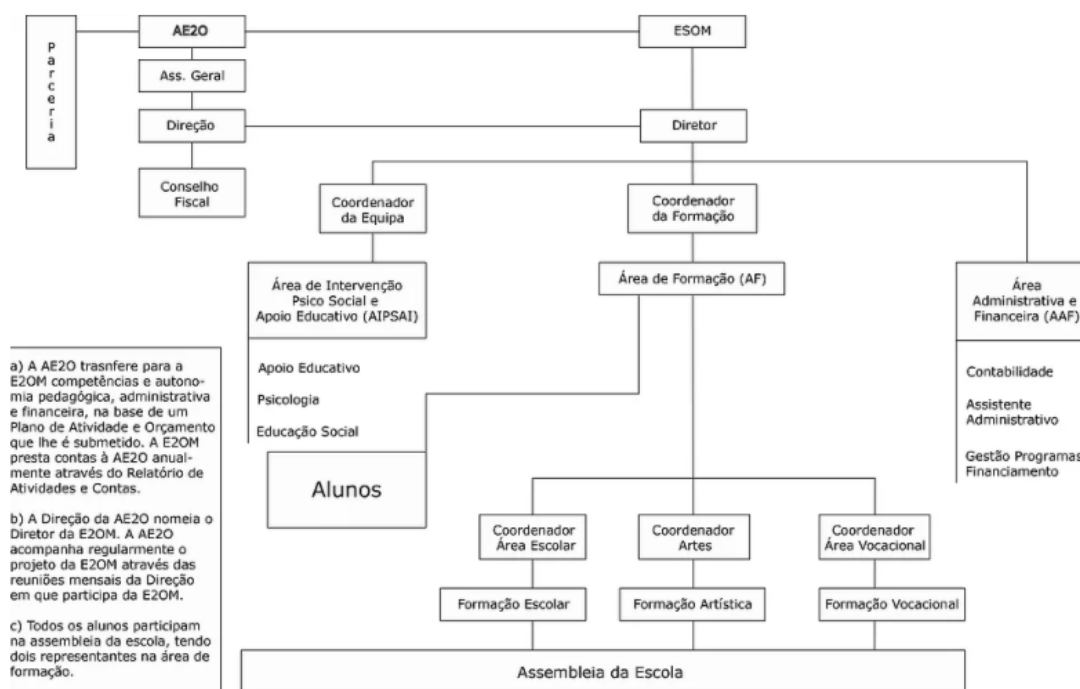 Parceria
AE2O
ESOM
Ass. Geral
Direção
Diretor
Conselho
Fiscal
Coordenador
da Equipa
Coordenador
da Formação
Área de Intervenção
Psico Social e
Apoio Educativo (AIPSAI)
Área de Formação (AF)
Área
Administrativa e
Financeira (AAF)
Apoio Educativo
Psicologia
Educação Social
Contabilidade
Assistente
Administrativo
Gestão Programas
Financiamento
Alunos
a) A AE2O trasnfere para a
E2OM competências e autono-
mia pedagógica, administrativa
e financeira, na base de um
Plano de Atividade e Orçamento
que lhe é submetido. A E2OM
presta contas à AE2O anual-
mente através do Relatório de
Atividades e Contas.
b) A Direção da AE2O nomeia o
Diretor da E2OM. A AE2O
acompanha regularmente o
projeto da E2OM através das
reuniões mensais da Direção
em que participa da E2OM.
c) Todos os alunos participam
na assembleia da escola, tendo
dois representantes na área de
formação.
Coordenador
Área Escolar
Coordenador
Artes
Coordenador
Área Vocacional
Formação Escolar
Formação Artística
Formação Vocacional
Assembleia da Escola